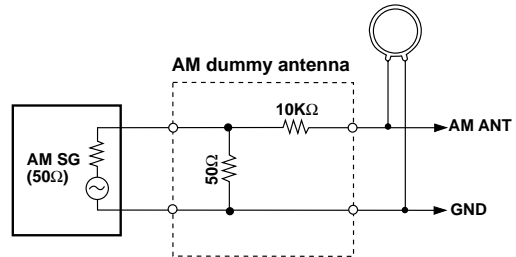 AM dummy antenna
10KΩ
AM ANT
AM SG
(50Ω)
50Ω
GND